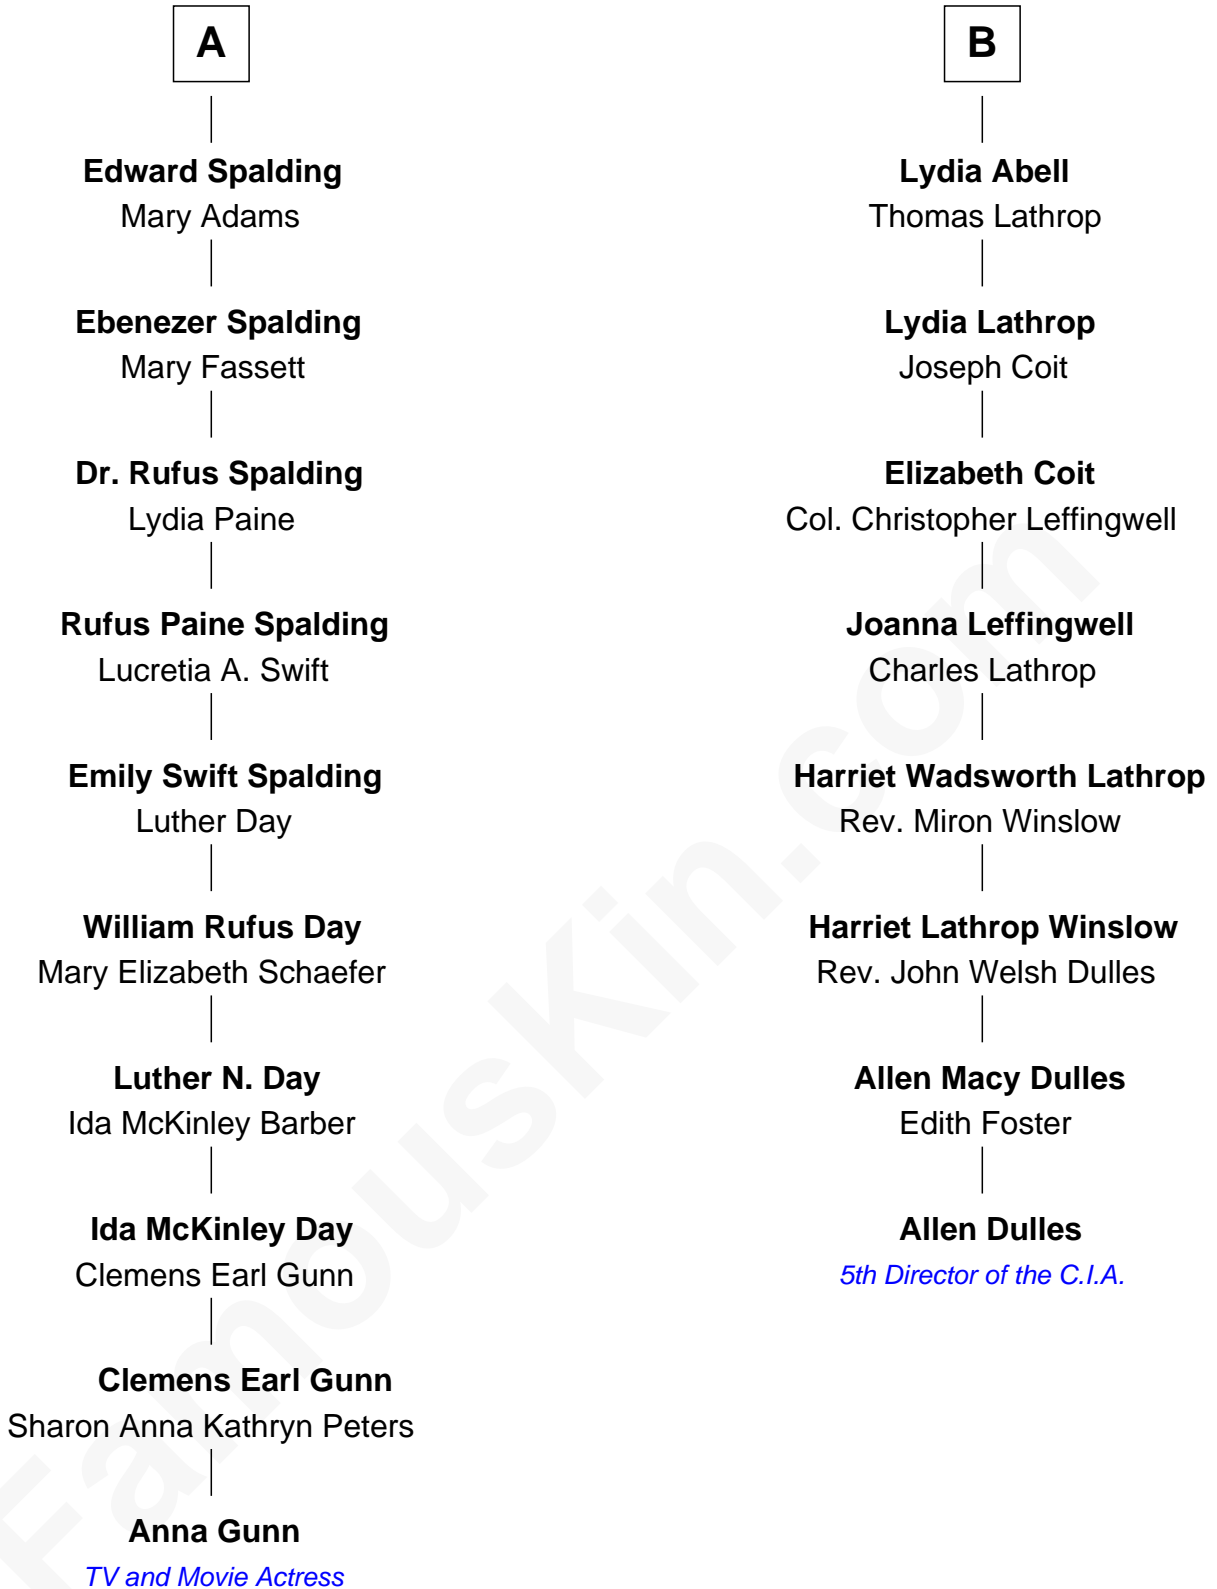 A
Edward Spalding
Mary Adams
Ebenezer Spalding
Mary Fassett
Dr. Rufus Spalding
Lydia Paine
Rufus Paine Spalding
Lucretia A. Swift
Emily Swift Spalding
Luther Day
William Rufus Day
Mary Elizabeth Schaefer
Luther N. Day
Ida McKinley Barber
Ida McKinley Day
Clemens Earl Gunn
Clemens Earl Gunn
Sharon Anna Kathryn Peters
Anna Gunn
TV and Movie Actress
B
Lydia Abell
Thomas Lathrop
Lydia Lathrop
Joseph Coit
Elizabeth Coit
Col. Christopher Leffingwell
Joanna Leffingwell
Charles Lathrop
Harriet Wadsworth Lathrop
Rev. Miron Winslow
Harriet Lathrop Winslow
Rev. John Welsh Dulles
Allen Macy Dulles
Edith Foster
Allen Dulles
5th Director of the C.I.A.
FamousKin.com